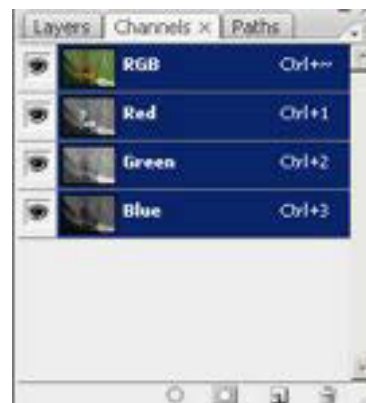 Layers Channels × Paths
RGB Ctrl+~
Red Ctrl+1
Green Ctrl+2
Blue Ctrl+3